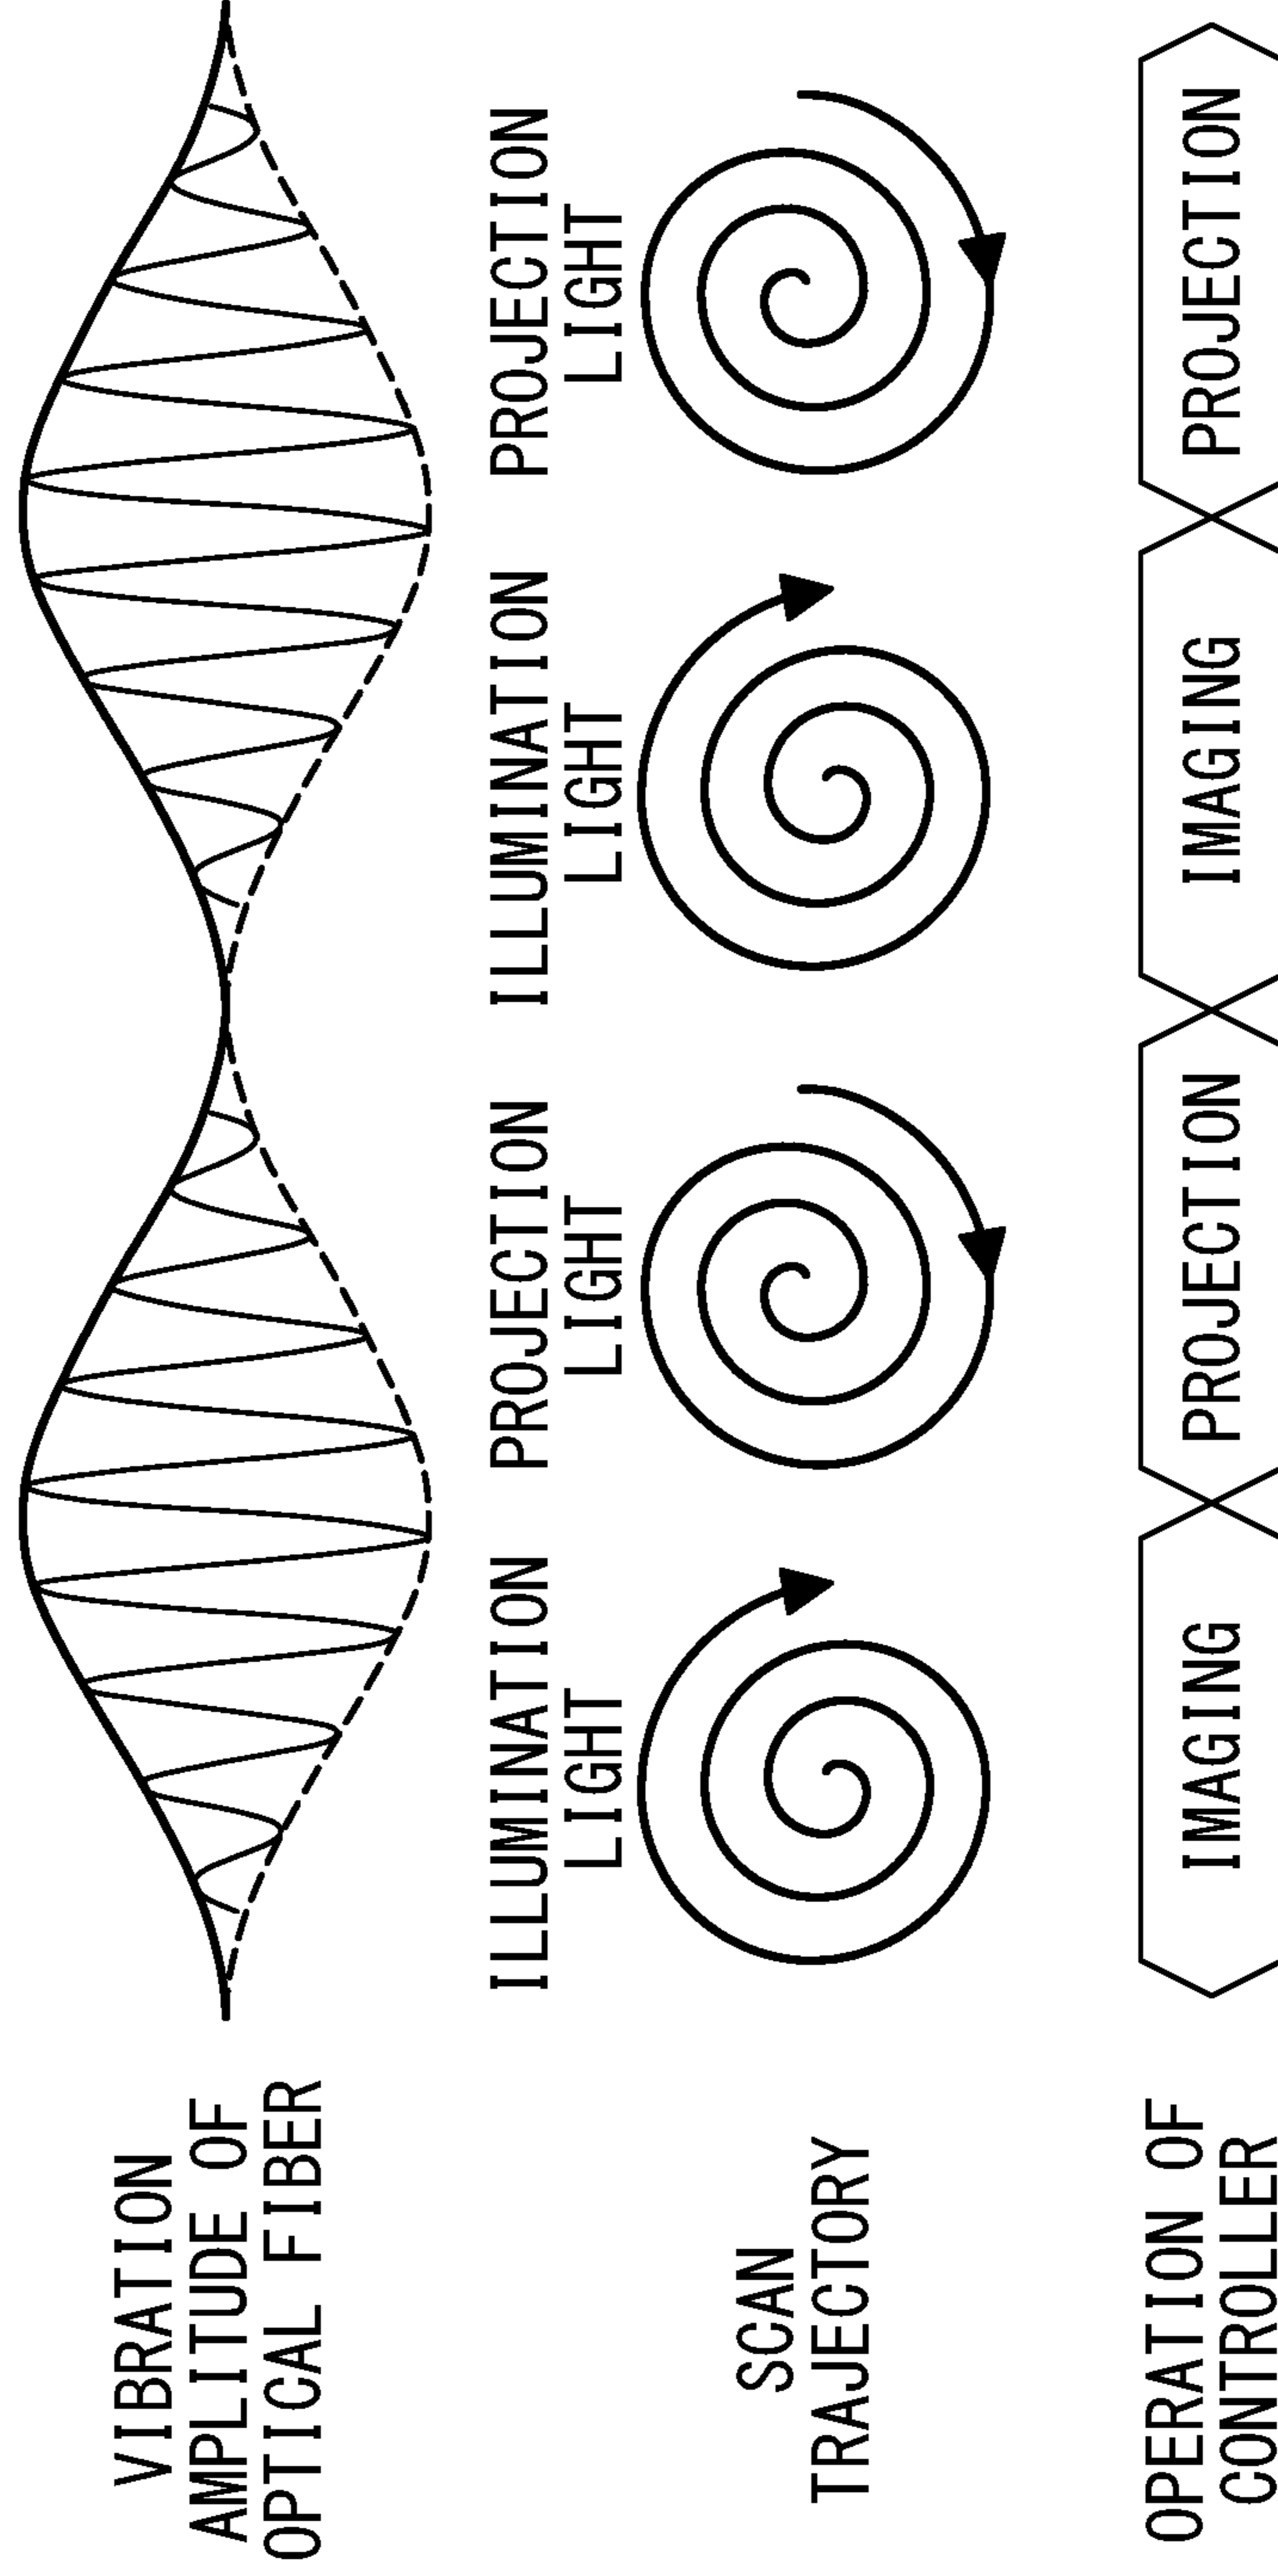 VIBRATION
AMPLITUDE OF
OPTICAL FIBER
ILLUMINATION
LIGHT
PROJECTION
LIGHT
ILLUMINATION
LIGHT
PROJECTION
LIGHT
SCAN
TRAJECTORY
OPERATION OF
CONTROLLER
IMAGING
PROJECTION
IMAGING
PROJECTION